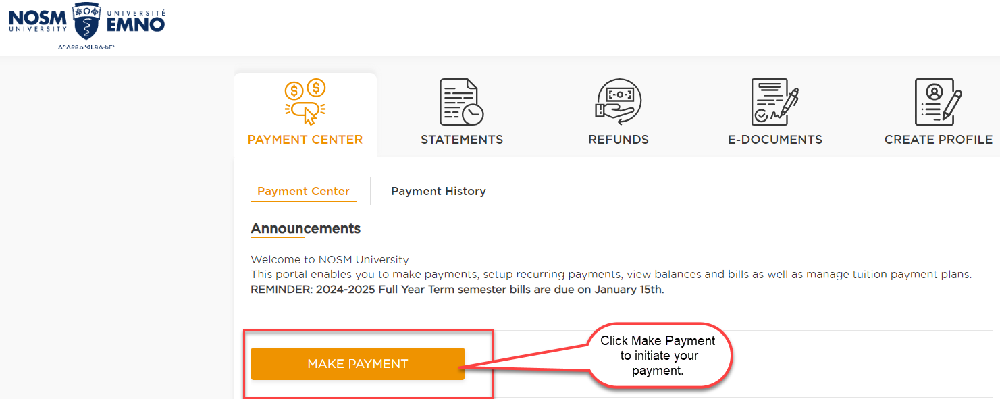 NOSM
UNIVERSITY
UNIVERSITÉ
EMNO
PAYMENT CENTER
STATEMENTS
REFUNDS
E-DOCUMENTS
CREATE PROFILE
Payment Center
Payment History
Announcements
Welcome to NOSM University.
This portal enables you to make payments, setup recurring payments, view balances and bills as well as manage tuition payment plans.
REMINDER: 2024-2025 Full Year Term semester bills are due on January 15th.
MAKE PAYMENT
Click Make Payment
to initiate your
payment.